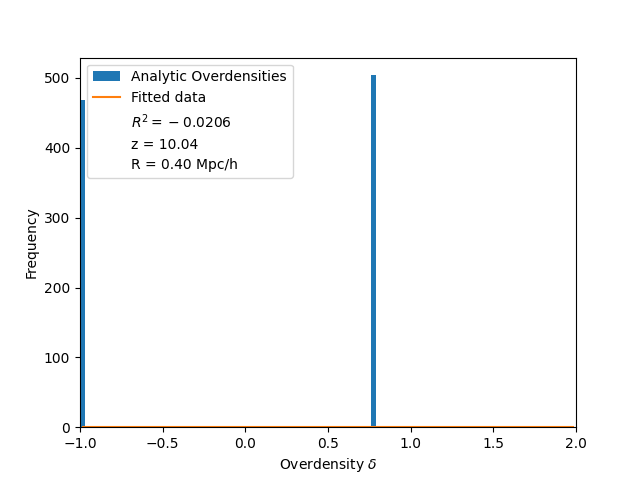 500
400
300
200
100
0
Frequency
Analytic Overdensities
Fitted data
R² = −0.0206
z = 10.04
R = 0.40 Mpc/h
−1.0 −0.5 0.0 0.5 1.0 1.5 2.0
Overdensity δ